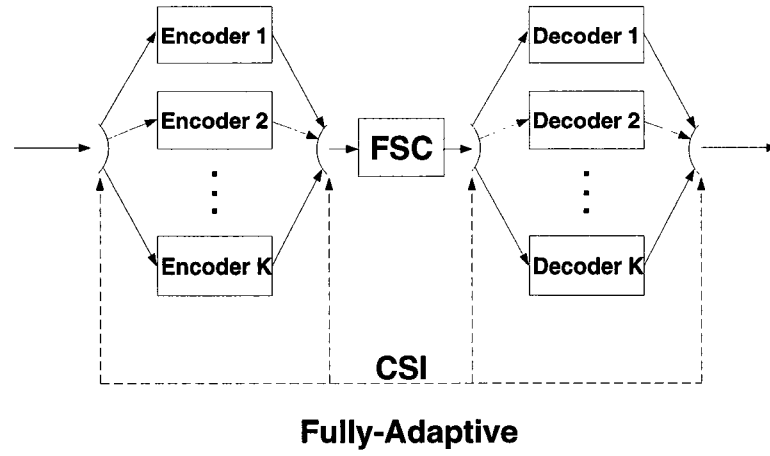 Encoder 1
Decoder 1
Encoder 2
FSC
Decoder 2
Encoder K
Decoder K
CSI
Fully-Adaptive